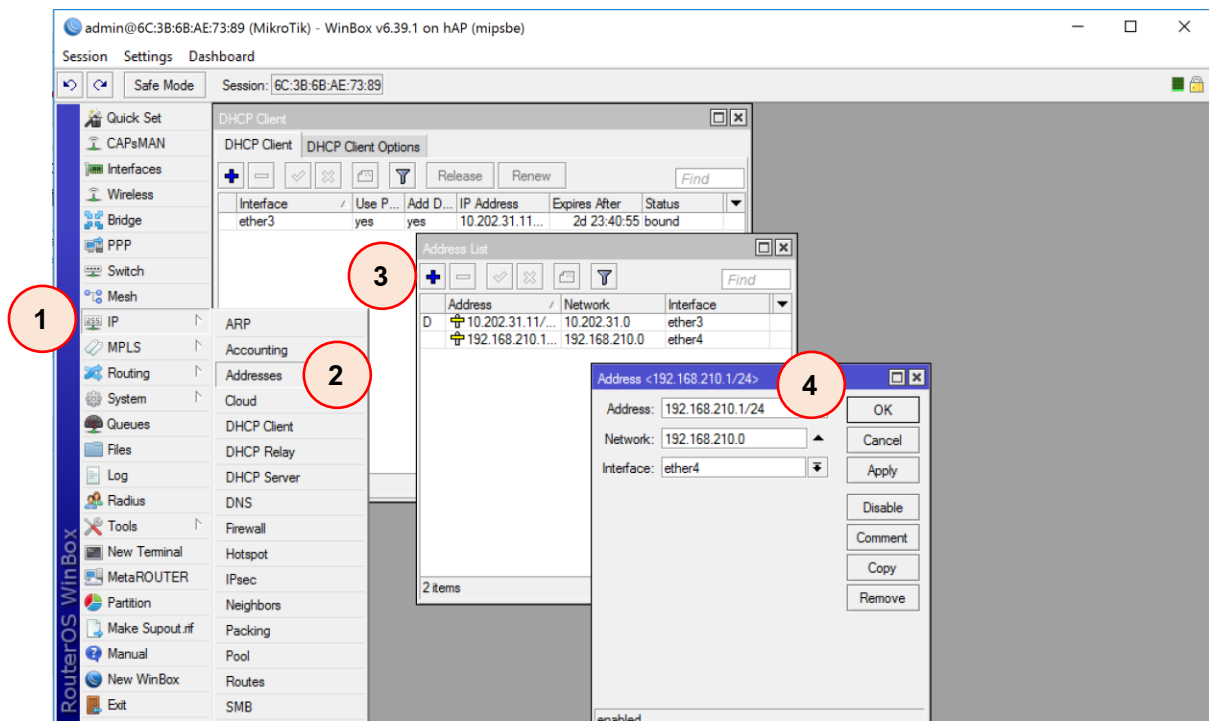 admin@6C:3B:6B:AE:73:89 (MikroTik) - WinBox v6.39.1 on hAP (mipsbe)
Session Settings Dashboard
Safe Mode Session: 6C:3B:6B:AE:73:89
RouterOS WinBox
Quick Set
CAPsMAN
Interfaces
Wireless
Bridge
PPP
Switch
Mesh
1
IP
MPLS
Routing
System
Queues
Files
Log
Radius
Tools
New Terminal
MetaROUTER
Partition
Make Supout.rif
Manual
New WinBox
Exit
ARP
Accounting
Addresses
2
Cloud
DHCP Client
DHCP Relay
DHCP Server
DNS
Firewall
Hotspot
IPsec
Neighbors
Packing
Pool
Routes
SMB
DHCP Client
DHCP Client DHCP Client Options
Release Renew Find
Interface Use P... Add D... IP Address Expires After Status
ether3 yes yes 10.202.31.11... 2d 23:40:55 bound
Address List
3
Find
Address Network Interface
D 10.202.31.11/... 10.202.31.0 ether3
192.168.210.1... 192.168.210.0 ether4
2 items
Address <192.168.210.1/24>
4
Address: 192.168.210.1/24 OK
Network: 192.168.210.0 Cancel
Interface: ether4 Apply
Disable
Comment
Copy
Remove
enabled